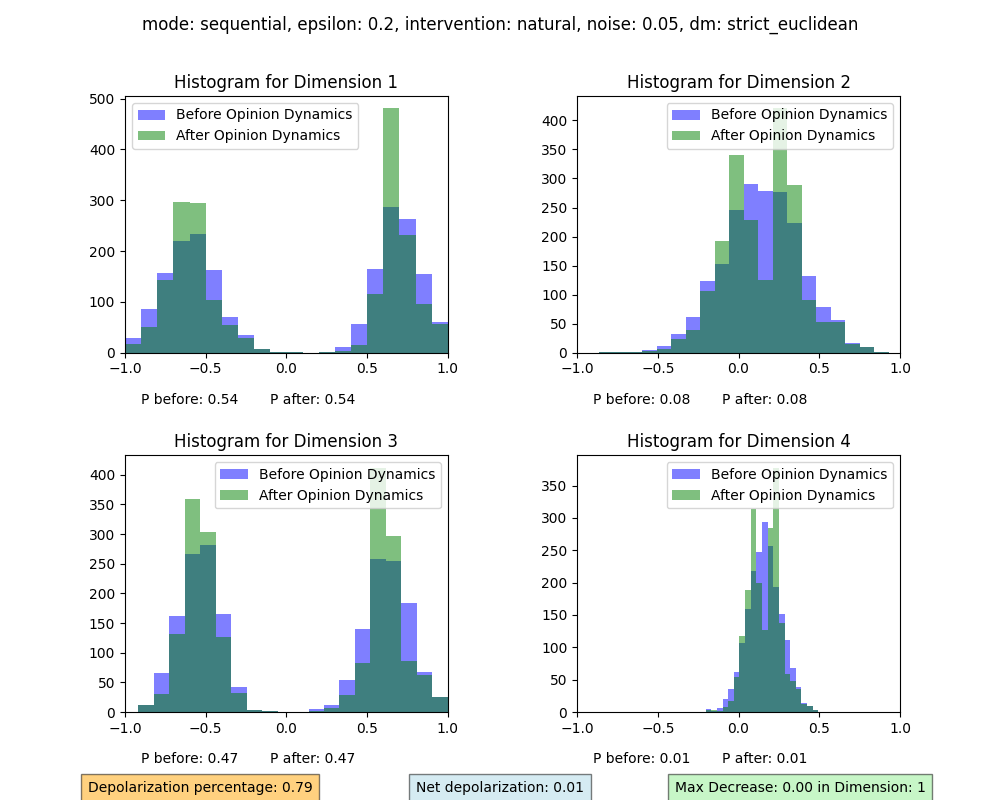 mode: sequential, epsilon: 0.2, intervention: natural, noise: 0.05, dm: strict_euclidean
Histogram for Dimension 1
Before Opinion Dynamics
After Opinion Dynamics
500
400
300
200
100
0
−1.0 −0.5 0.0 0.5 1.0
P before: 0.54 P after: 0.54
Histogram for Dimension 2
Before Opinion Dynamics
After Opinion Dynamics
400
350
300
250
200
150
100
50
0
−1.0 −0.5 0.0 0.5 1.0
P before: 0.08 P after: 0.08
Histogram for Dimension 3
Before Opinion Dynamics
After Opinion Dynamics
400
350
300
250
200
150
100
50
0
−1.0 −0.5 0.0 0.5 1.0
P before: 0.47 P after: 0.47
Histogram for Dimension 4
Before Opinion Dynamics
After Opinion Dynamics
350
300
250
200
150
100
50
0
−1.0 −0.5 0.0 0.5 1.0
P before: 0.01 P after: 0.01
Depolarization percentage: 0.79
Net depolarization: 0.01
Max Decrease: 0.00 in Dimension: 1